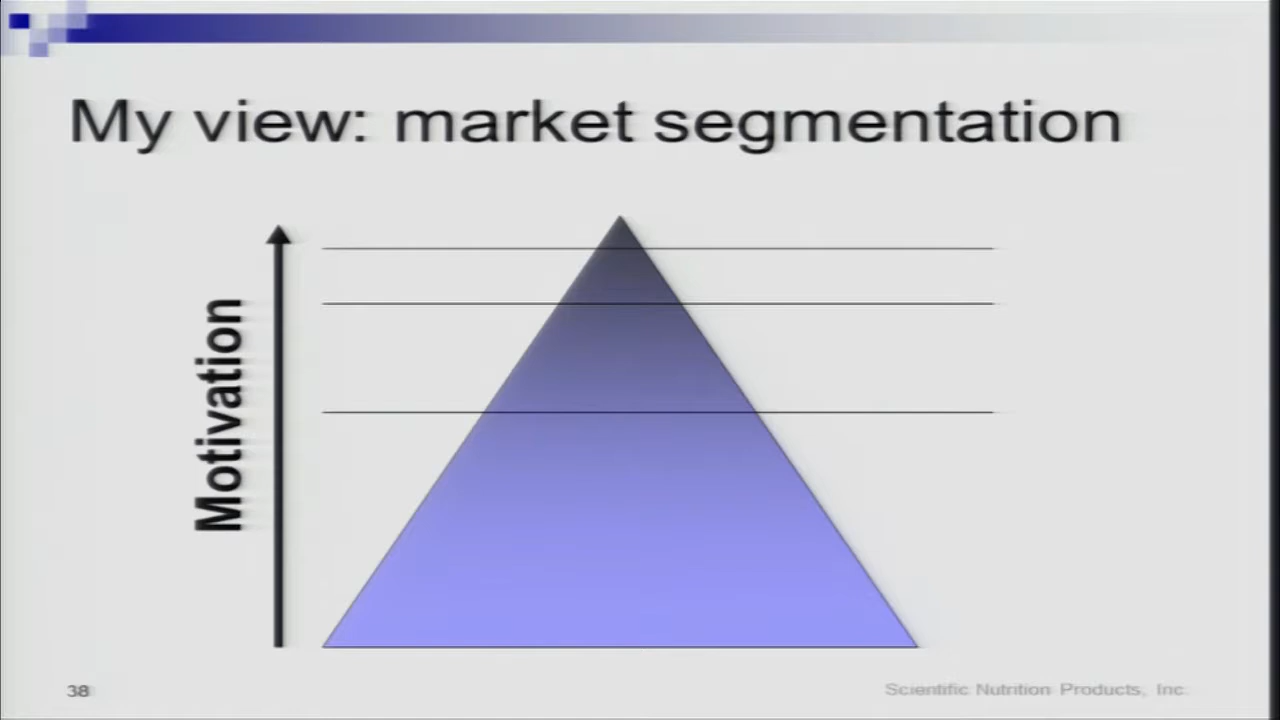 My view: market segmentation
Motivation
38
Scientific Nutrition Products, Inc.